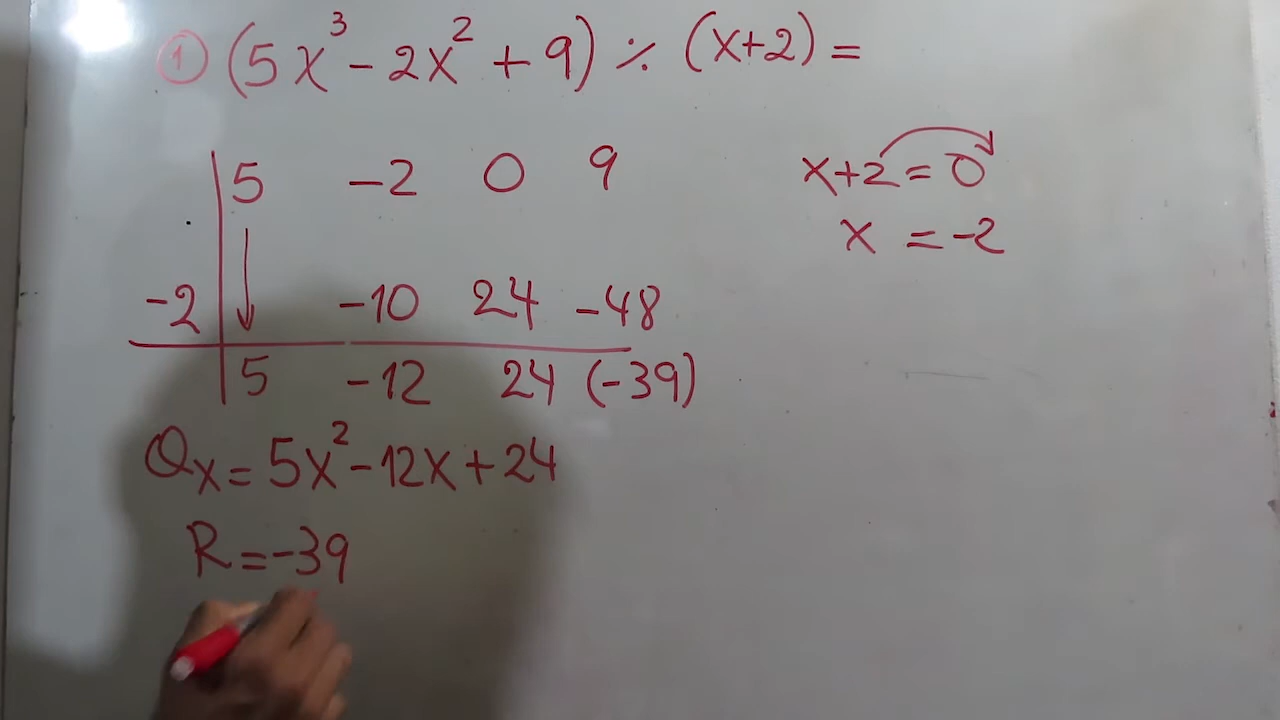 ① (5x³ - 2x² + 9) ÷ (x+2) =
5 -2 0 9
x+2 = 0
x = -2
-2 -10 24 -48
5 -12 24 (-39)
Qx = 5x² - 12x + 24
R = -39